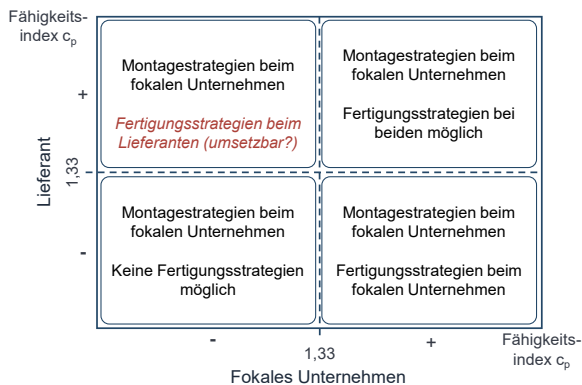 Fähigkeits-
index cp
Montagestrategien beim
fokalen Unternehmen
Fertigungsstrategien beim
Lieferanten (umsetzbar?)
Montagestrategien beim
fokalen Unternehmen
Fertigungsstrategien bei
beiden möglich
+
Lieferant
1,33
-
Montagestrategien beim
fokalen Unternehmen
Keine Fertigungsstrategien
möglich
Montagestrategien beim
fokalen Unternehmen
Fertigungsstrategien beim
fokalen Unternehmen
-
1,33
+
Fähigkeits-
index cp
Fokales Unternehmen